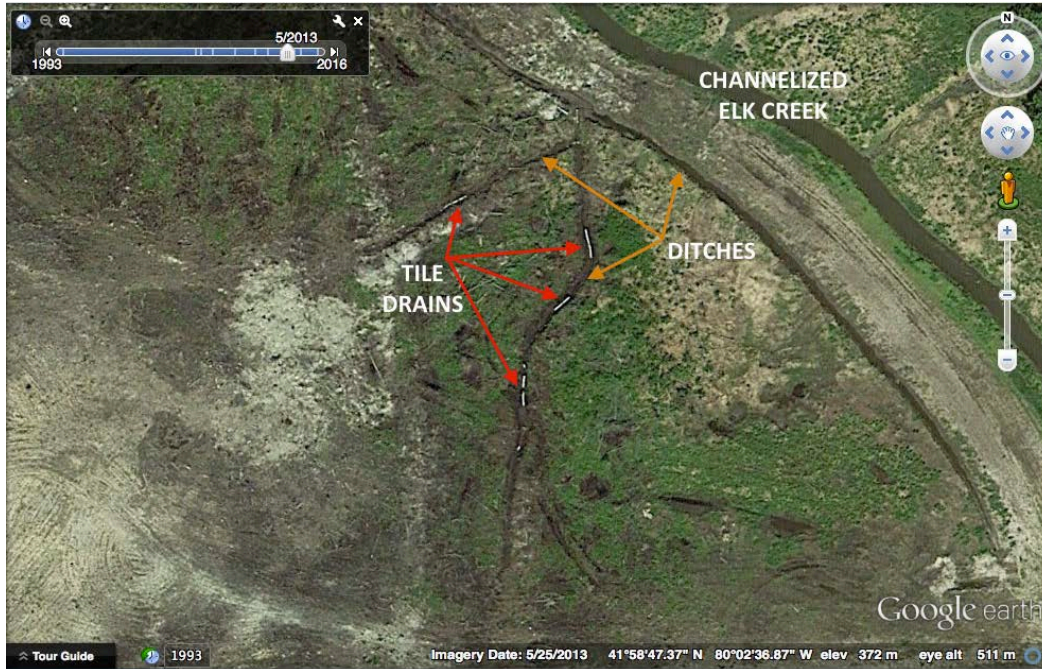 5/2013
1993
2016
N
CHANNELIZED
ELK CREEK
TILE
DRAINS
DITCHES
Google earth
Tour Guide
1993
Imagery Date: 5/25/2013 41°58'47.37" N 80°02'36.87" W elev 372 m eye alt 511 m